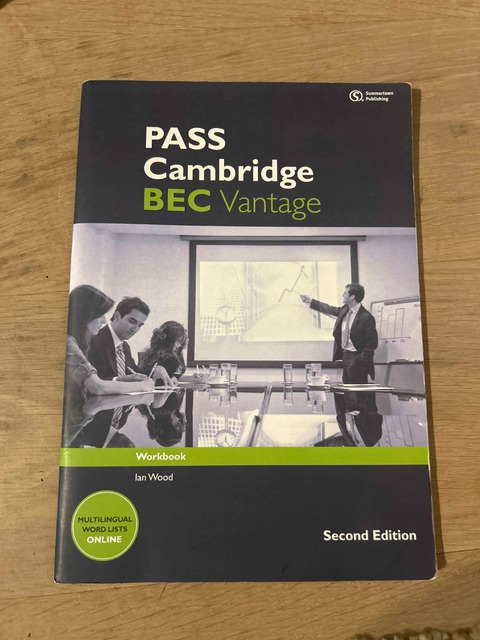 Summertown
Publishing
PASS
Cambridge
BEC Vantage
Workbook
Ian Wood
MULTILINGUAL
WORD LISTS
ONLINE
Second Edition